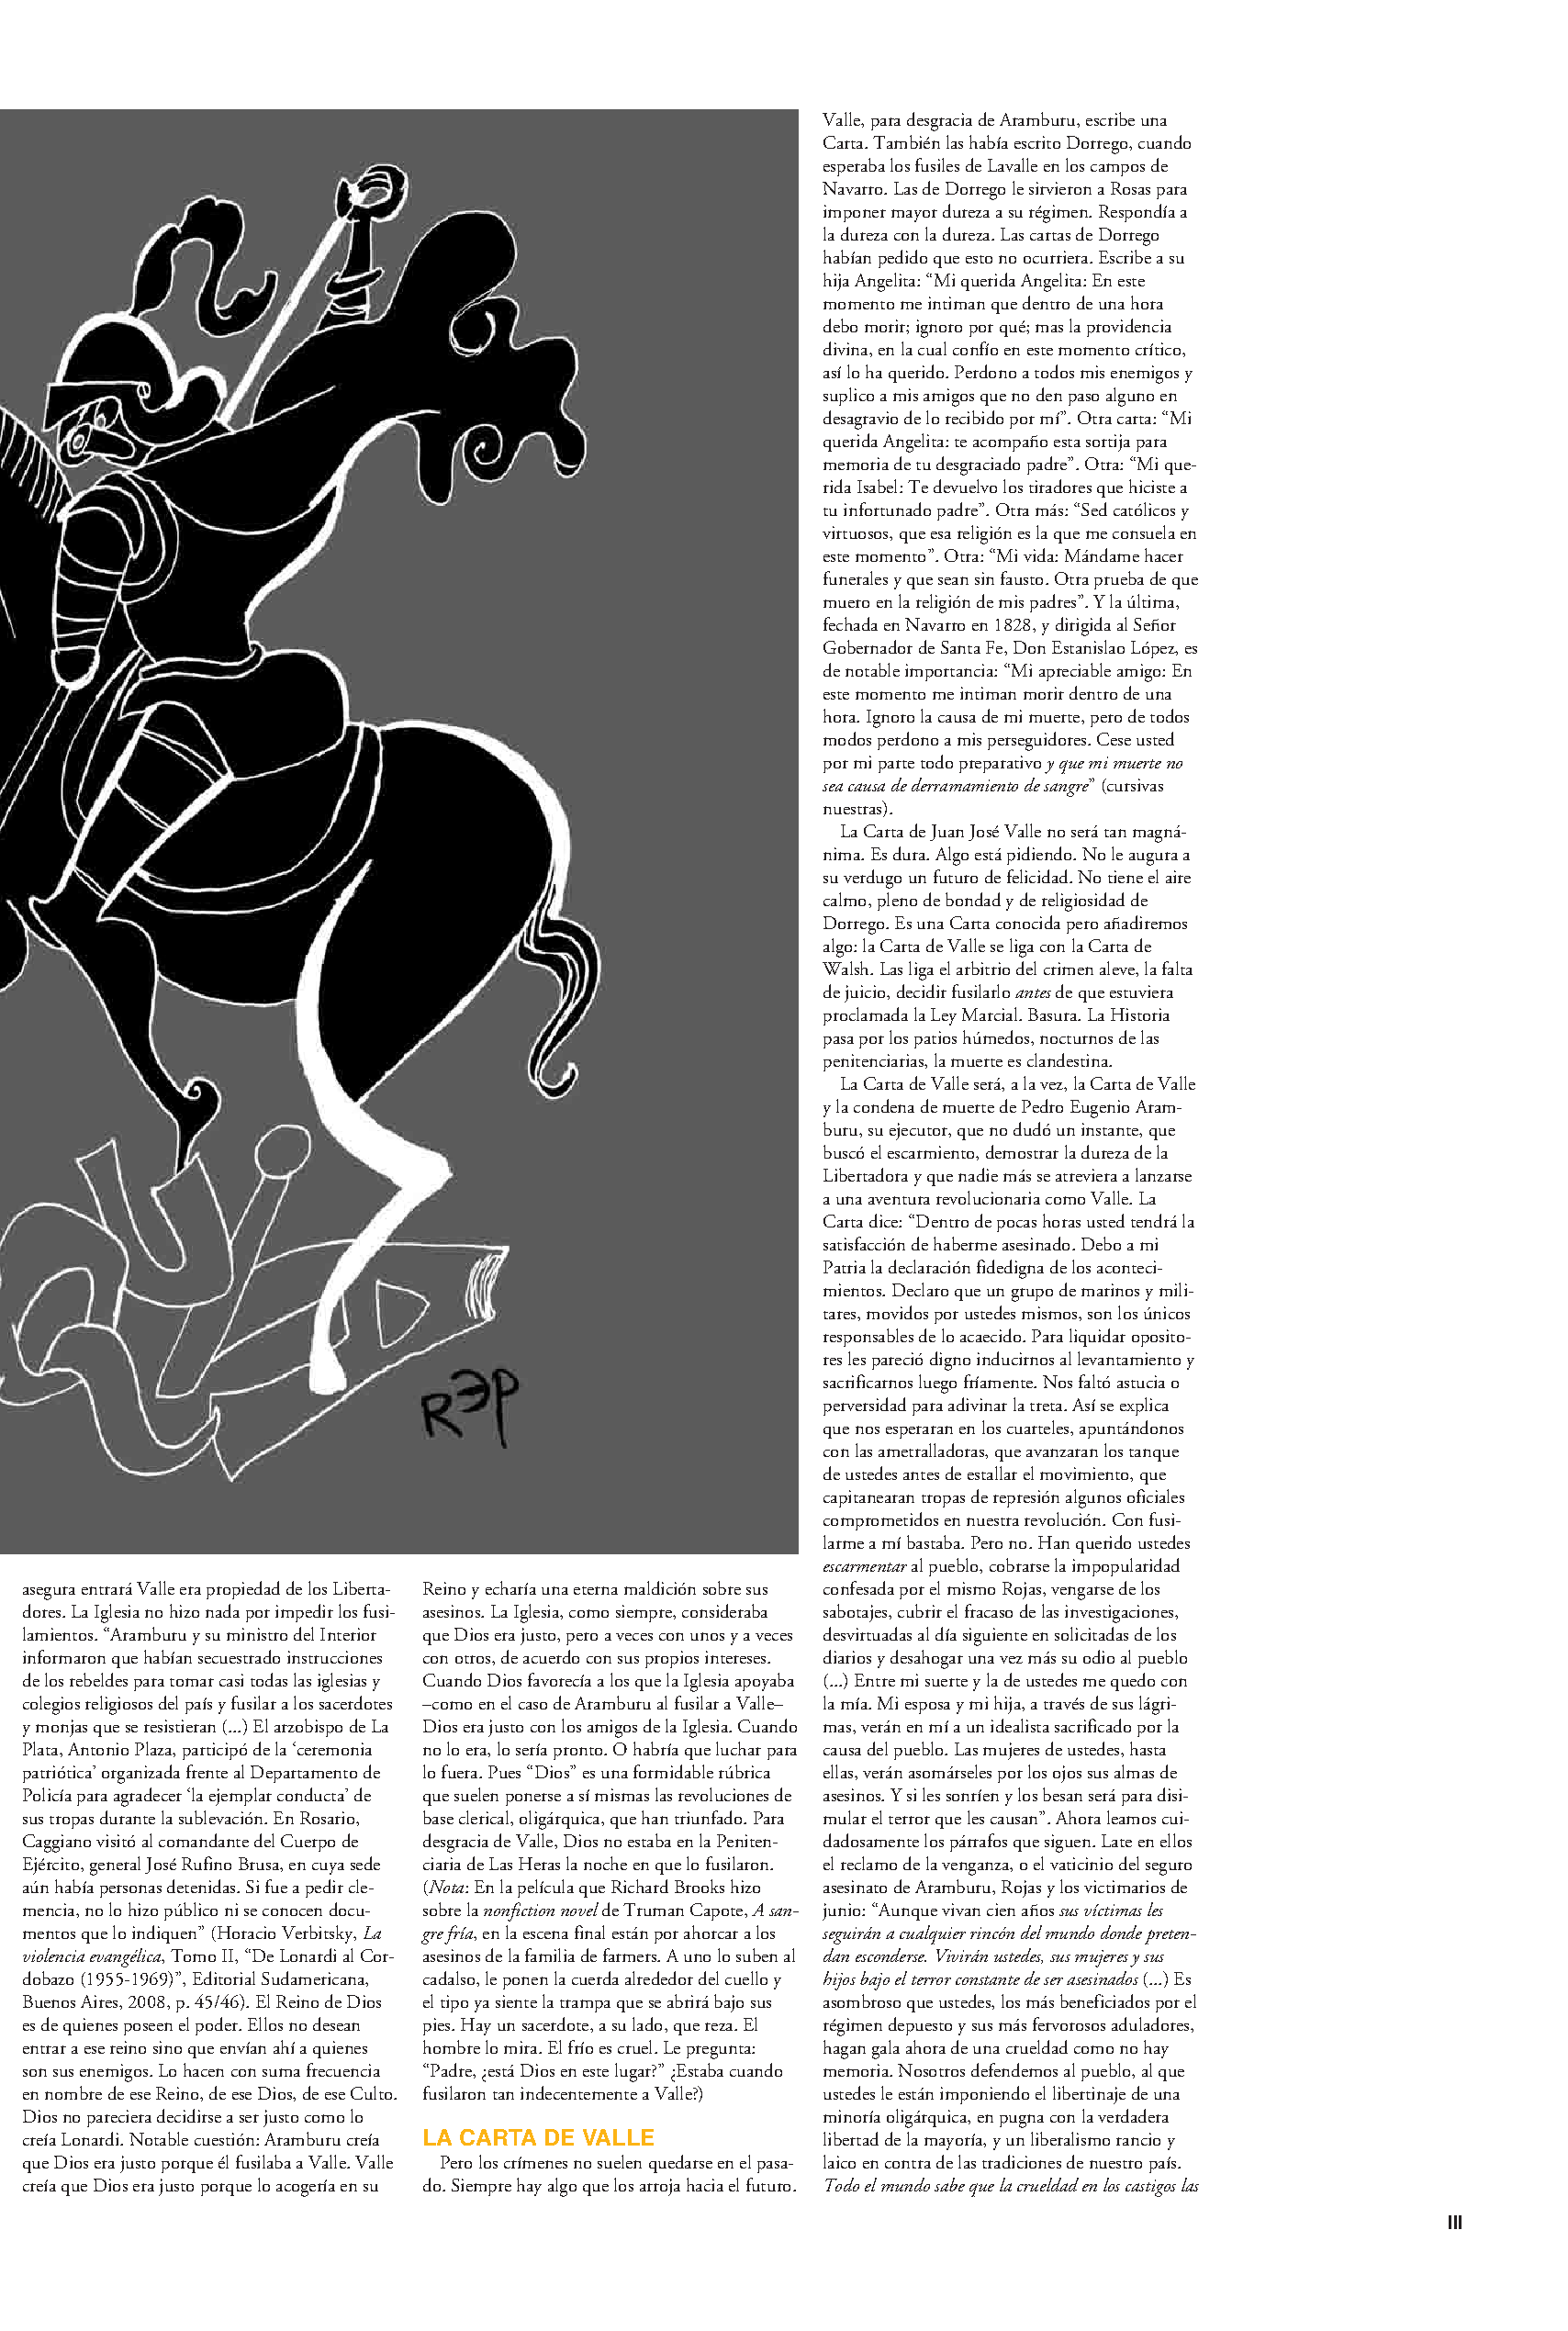 REP
asegura entrará Valle era propiedad de los Liberta-
dores. La Iglesia no hizo nada por impedir los fusi-
lamientos. “Aramburu y su ministro del Interior
informaron que habían secuestrado instrucciones
de los rebeldes para tomar casi todas las iglesias y
colegios religiosos del país y fusilar a los sacerdotes
y monjas que se resistieran (...) El arzobispo de La
Plata, Antonio Plaza, participó de la ‘ceremonia
patriótica’ organizada frente al Departamento de
Policía para agradecer ‘la ejemplar conducta’ de
sus tropas durante la sublevación. En Rosario,
Caggiano visitó al comandante del Cuerpo de
Ejército, general José Rufino Brusa, en cuya sede
aún había personas detenidas. Si fue a pedir cle-
mencia, no lo hizo público ni se conocen docu-
mentos que lo indiquen” (Horacio Verbitsky, La
violencia evangélica, Tomo II, “De Lonardi al Cor-
dobazo (1955-1969)”, Editorial Sudamericana,
Buenos Aires, 2008, p. 45/46). El Reino de Dios
es de quienes poseen el poder. Ellos no desean
entrar a ese reino sino que envían ahí a quienes
son sus enemigos. Lo hacen con suma frecuencia
en nombre de ese Reino, de ese Dios, de ese Culto.
Dios no pareciera decidirse a ser justo como lo
creía Lonardi. Notable cuestión: Aramburu creía
que Dios era justo porque él fusilaba a Valle. Valle
creía que Dios era justo porque lo acogería en su
Reino y echaría una eterna maldición sobre sus
asesinos. La Iglesia, como siempre, consideraba
que Dios era justo, pero a veces con unos y a veces
con otros, de acuerdo con sus propios intereses.
Cuando Dios favorecía a los que la Iglesia apoyaba
–como en el caso de Aramburu al fusilar a Valle–
Dios era justo con los amigos de la Iglesia. Cuando
no lo era, lo sería pronto. O habría que luchar para
lo fuera. Pues “Dios” es una formidable rúbrica
que suelen ponerse a sí mismas las revoluciones de
base clerical, oligárquica, que han triunfado. Para
desgracia de Valle, Dios no estaba en la Peniten-
ciaria de Las Heras la noche en que lo fusilaron.
(Nota: En la película que Richard Brooks hizo
sobre la nonfiction novel de Truman Capote, A san-
gre fría, en la escena final están por ahorcar a los
asesinos de la familia de farmers. A uno lo suben al
cadalso, le ponen la cuerda alrededor del cuello y
el tipo ya siente la trampa que se abrirá bajo sus
pies. Hay un sacerdote, a su lado, que reza. El
hombre lo mira. El frío es cruel. Le pregunta:
“Padre, ¿está Dios en este lugar?” ¿Estaba cuando
fusilaron tan indecentemente a Valle?)
LA CARTA DE VALLE
Pero los crímenes no suelen quedarse en el pasa-
do. Siempre hay algo que los arroja hacia el futuro.
Valle, para desgracia de Aramburu, escribe una
Carta. También las había escrito Dorrego, cuando
esperaba los fusiles de Lavalle en los campos de
Navarro. Las de Dorrego le sirvieron a Rosas para
imponer mayor dureza a su régimen. Respondía a
la dureza con la dureza. Las cartas de Dorrego
habían pedido que esto no ocurriera. Escribe a su
hija Angelita: “Mi querida Angelita: En este
momento me intiman que dentro de una hora
debo morir; ignoro por qué; mas la providencia
divina, en la cual confío en este momento crítico,
así lo ha querido. Perdono a todos mis enemigos y
suplico a mis amigos que no den paso alguno en
desagravio de lo recibido por mí”. Otra carta: “Mi
querida Angelita: te acompaño esta sortija para
memoria de tu desgraciado padre”. Otra: “Mi que-
rida Isabel: Te devuelvo los tiradores que hiciste a
tu infortunado padre”. Otra más: “Sed católicos y
virtuosos, que esa religión es la que me consuela en
este momento”. Otra: “Mi vida: Mándame hacer
funerales y que sean sin fausto. Otra prueba de que
muero en la religión de mis padres”. Y la última,
fechada en Navarro en 1828, y dirigida al Señor
Gobernador de Santa Fe, Don Estanislao López, es
de notable importancia: “Mi apreciable amigo: En
este momento me intiman morir dentro de una
hora. Ignoro la causa de mi muerte, pero de todos
modos perdono a mis perseguidores. Cese usted
por mi parte todo preparativo y que mi muerte no
sea causa de derramamiento de sangre” (cursivas
nuestras).
La Carta de Juan José Valle no será tan magná-
nima. Es dura. Algo está pidiendo. No le augura a
su verdugo un futuro de felicidad. No tiene el aire
calmo, pleno de bondad y de religiosidad de
Dorrego. Es una Carta conocida pero añadiremos
algo: la Carta de Valle se liga con la Carta de
Walsh. Las liga el arbitrio del crimen aleve, la falta
de juicio, decidir fusilarlo antes de que estuviera
proclamada la Ley Marcial. Basura. La Historia
pasa por los patios húmedos, nocturnos de las
penitenciarias, la muerte es clandestina.
La Carta de Valle será, a la vez, la Carta de Valle
y la condena de muerte de Pedro Eugenio Aram-
buru, su ejecutor, que no dudó un instante, que
buscó el escarmiento, demostrar la dureza de la
Libertadora y que nadie más se atreviera a lanzarse
a una aventura revolucionaria como Valle. La
Carta dice: “Dentro de pocas horas usted tendrá la
satisfacción de haberme asesinado. Debo a mi
Patria la declaración fidedigna de los aconteci-
mientos. Declaro que un grupo de marinos y mili-
tares, movidos por ustedes mismos, son los únicos
responsables de lo acaecido. Para liquidar oposito-
res les pareció digno inducirnos al levantamiento y
sacrificarnos luego fríamente. Nos faltó astucia o
perversidad para adivinar la treta. Así se explica
que nos esperaran en los cuarteles, apuntándonos
con las ametralladoras, que avanzaran los tanque
de ustedes antes de estallar el movimiento, que
capitanearan tropas de represión algunos oficiales
comprometidos en nuestra revolución. Con fusi-
larme a mí bastaba. Pero no. Han querido ustedes
escarmentar al pueblo, cobrarse la impopularidad
confesada por el mismo Rojas, vengarse de los
sabotajes, cubrir el fracaso de las investigaciones,
desvirtuadas al día siguiente en solicitadas de los
diarios y desahogar una vez más su odio al pueblo
(...) Entre mi suerte y la de ustedes me quedo con
la mía. Mi esposa y mi hija, a través de sus lágri-
mas, verán en mí a un idealista sacrificado por la
causa del pueblo. Las mujeres de ustedes, hasta
ellas, verán asomárseles por los ojos sus almas de
asesinos. Y si les sonríen y los besan será para disi-
mular el terror que les causan”. Ahora leamos cui-
dadosamente los párrafos que siguen. Late en ellos
el reclamo de la venganza, o el vaticinio del seguro
asesinato de Aramburu, Rojas y los victimarios de
junio: “Aunque vivan cien años sus víctimas les
seguirán a cualquier rincón del mundo donde preten-
dan esconderse. Vivirán ustedes, sus mujeres y sus
hijos bajo el terror constante de ser asesinados (...) Es
asombroso que ustedes, los más beneficiados por el
régimen depuesto y sus más fervorosos aduladores,
hagan gala ahora de una crueldad como no hay
memoria. Nosotros defendemos al pueblo, al que
ustedes le están imponiendo el libertinaje de una
minoría oligárquica, en pugna con la verdadera
libertad de la mayoría, y un liberalismo rancio y
laico en contra de las tradiciones de nuestro país.
Todo el mundo sabe que la crueldad en los castigos las
III